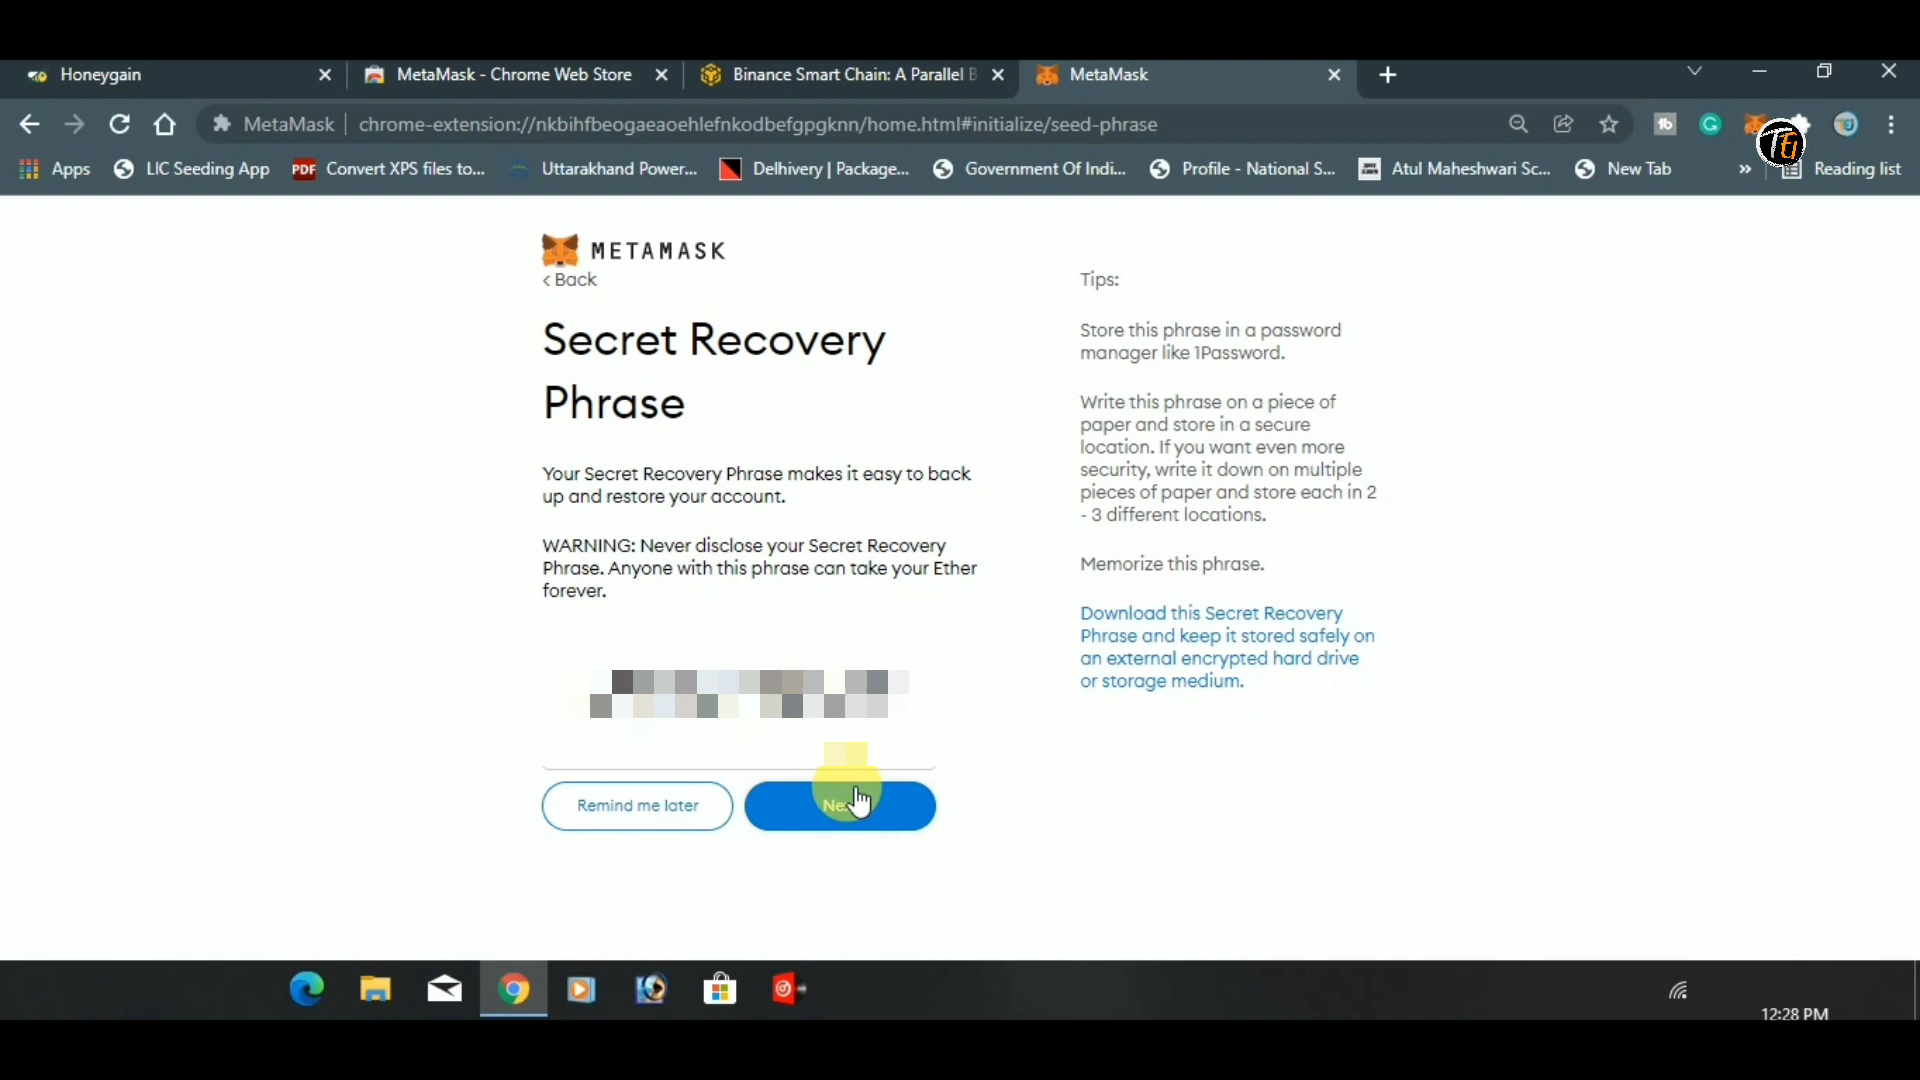 Honeygain
MetaMask - Chrome Web Store
Binance Smart Chain: A Parallel B
MetaMask
MetaMask
chrome-extension://nkbihfbeogaeaoehlefnkodbefgpgknn/home.html#initialize/seed-phrase
Apps
LIC Seeding App
PDF
Convert XPS files to...
Uttarakhand Power...
Delhivery | Package...
Government Of Indi...
Profile - National S...
Atul Maheshwari Sc...
New Tab
»
Reading list
METAMASK
< Back
Secret Recovery
Phrase
Your Secret Recovery Phrase makes it easy to back
up and restore your account.
WARNING: Never disclose your Secret Recovery
Phrase. Anyone with this phrase can take your Ether
forever.
Remind me later
Tips:
Store this phrase in a password
manager like 1Password.
Write this phrase on a piece of
paper and store in a secure
location. If you want even more
security, write it down on multiple
pieces of paper and store each in 2
- 3 different locations.
Memorize this phrase.
Download this Secret Recovery
Phrase and keep it stored safely on
an external encrypted hard drive
or storage medium.
12:28 PM